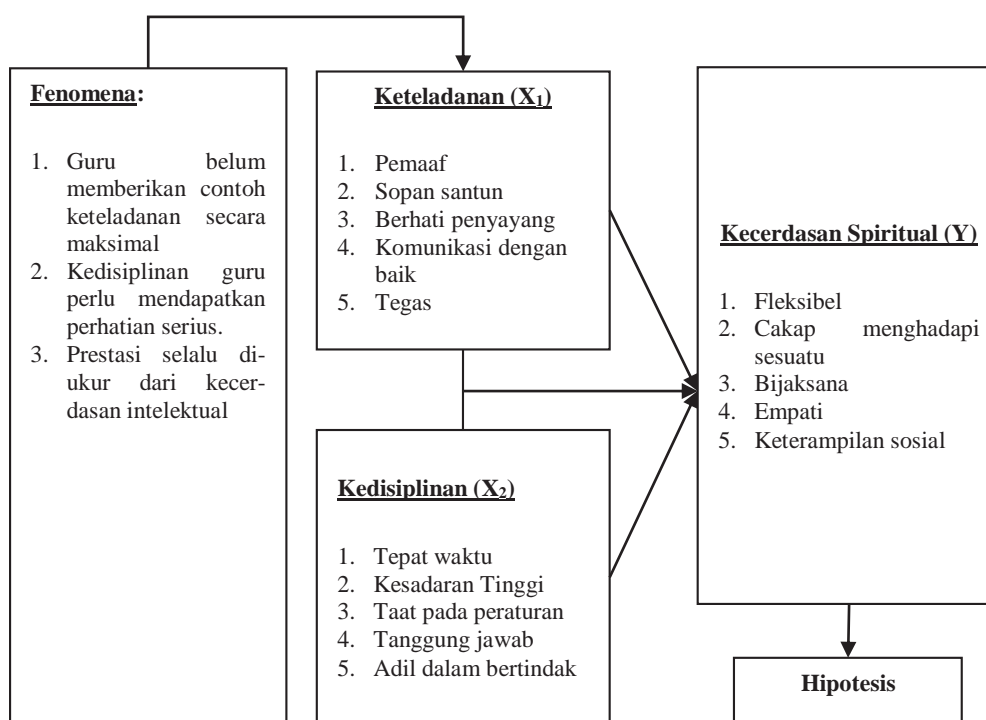 Fenomena:
1. Guru belum
memberikan contoh
keteladanan secara
maksimal
2. Kedisiplinan guru
perlu mendapatkan
perhatian serius.
3. Prestasi selalu di-
ukur dari kecer-
dasan intelektual
Keteladanan (X₁)
1. Pemaaf
2. Sopan santun
3. Berhati penyayang
4. Komunikasi dengan
baik
5. Tegas
Kedisiplinan (X₂)
1. Tepat waktu
2. Kesadaran Tinggi
3. Taat pada peraturan
4. Tanggung jawab
5. Adil dalam bertindak
Kecerdasan Spiritual (Y)
1. Fleksibel
2. Cakap menghadapi
sesuatu
3. Bijaksana
4. Empati
5. Keterampilan sosial
Hipotesis